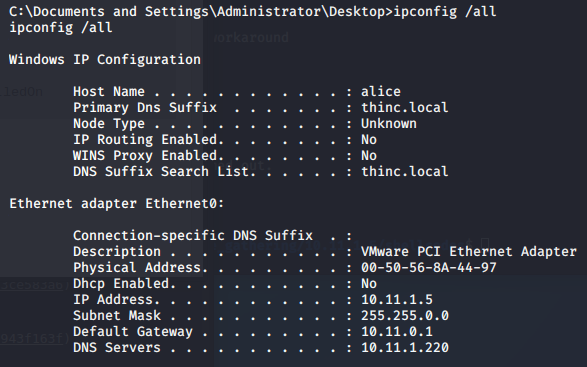 C:\Documents and Settings\Administrator\Desktop>ipconfig /all
ipconfig /all
Windows IP Configuration
Host Name . . . . . . . . . . . . : alice
Primary Dns Suffix  . . . . . . . : thinc.local
Node Type . . . . . . . . . . . . : Unknown
IP Routing Enabled. . . . . . . . : No
WINS Proxy Enabled. . . . . . . . : No
DNS Suffix Search List. . . . . . : thinc.local
Ethernet adapter Ethernet0:
Connection-specific DNS Suffix  . :
Description . . . . . . . . . . . : VMware PCI Ethernet Adapter
Physical Address. . . . . . . . . : 00-50-56-8A-44-97
Dhcp Enabled. . . . . . . . . . . : No
IP Address. . . . . . . . . . . . : 10.11.1.5
Subnet Mask . . . . . . . . . . . : 255.255.0.0
Default Gateway . . . . . . . . . : 10.11.0.1
DNS Servers . . . . . . . . . . . : 10.11.1.220